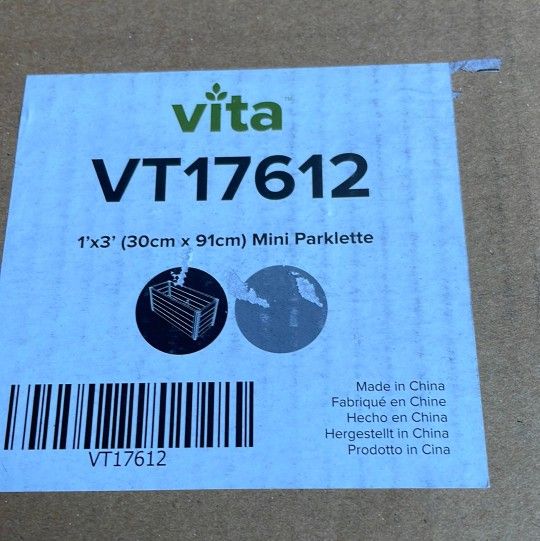 vita™
VT17612
1'x3' (30cm x 91cm) Mini Parklette
VT17612
Made in China
Fabriqué en Chine
Hecho en China
Hergestellt in China
Prodotto in Cina